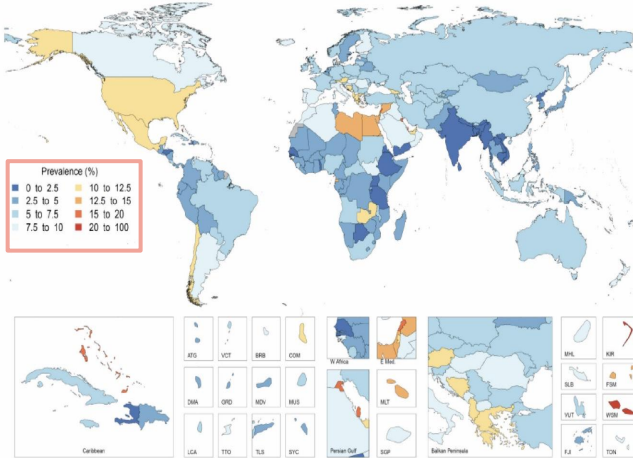 Prevalence (%)
0 to 2.5
10 to 12.5
2.5 to 5
12.5 to 15
5 to 7.5
15 to 20
7.5 to 10
20 to 100
ATG
VCT
BRB
COM
W Africa
E Med.
MHL
KIR
DMA
GRD
MDV
MUS
MLT
SLB
FSM
VUT
WSM
LCA
TTO
TLS
SYC
SGP
FJI
TON
Caribbean
Persian Gulf
Balkan Peninsula